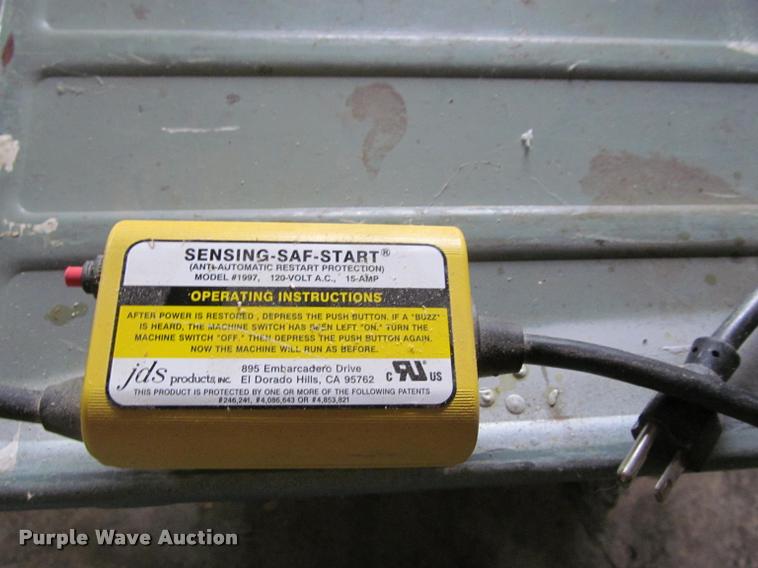 SENSING-SAF-START®
(ANTI-AUTOMATIC RESTART PROTECTION)
MODEL #1997, 120-VOLT A.C., 15-AMP
OPERATING INSTRUCTIONS
AFTER POWER IS RESTORED , DEPRESS THE PUSH BUTTON. IF A "BUZZ"
IS HEARD, THE MACHINE SWITCH HAS BEEN LEFT "ON," TURN THE
MACHINE SWITCH "OFF." THEN DEPRESS THE PUSH BUTTON AGAIN.
NOW THE MACHINE WILL RUN AS BEFORE.
jds products, INC.
895 Embarcadero Drive
El Dorado Hills, CA 95762
C RU US
THIS PRODUCT IS PROTECTED BY ONE OR MORE OF THE FOLLOWING PATENTS
#246,241, #4,086,643 OR #4,853,821
Purple Wave Auction